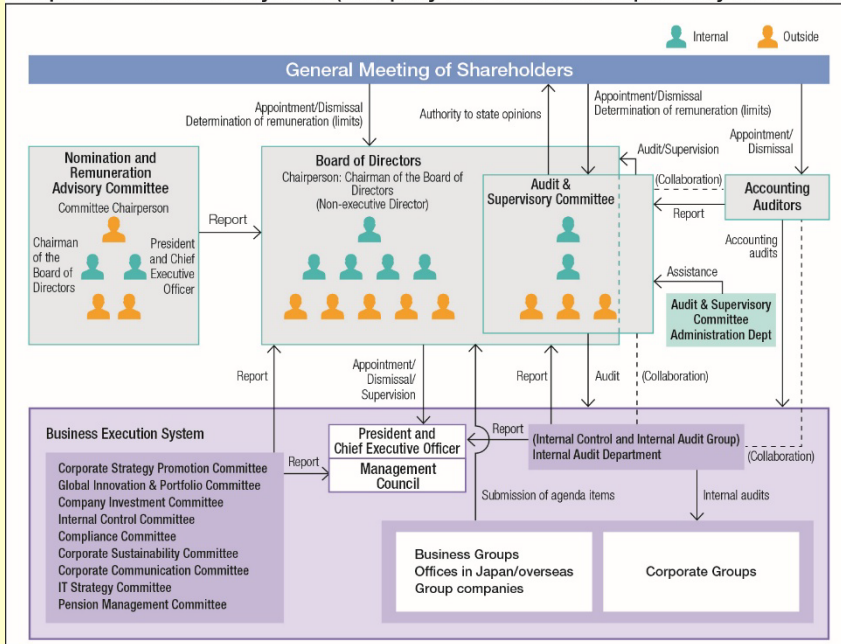 Internal
Outside
General Meeting of Shareholders
Appointment/Dismissal
Determination of remuneration (limits)
Authority to state opinions
Appointment/Dismissal
Determination of remuneration (limits)
Appointment/
Dismissal
Nomination and
Remuneration
Advisory Committee
Committee Chairperson
Chairman
of the
Board of
Directors
President
and Chief
Executive
Officer
Report
Board of Directors
Chairperson: Chairman of the Board of
Directors
(Non-executive Director)
Audit &
Supervisory Committee
Audit/Supervision
(Collaboration)
Report
Accounting
Auditors
Accounting
audits
Assistance
Audit & Supervisory
Committee
Administration Dept
Report
Appointment/
Dismissal/
Supervision
Report
Audit
(Collaboration)
Business Execution System
Corporate Strategy Promotion Committee
Global Innovation & Portfolio Committee
Company Investment Committee
Internal Control Committee
Compliance Committee
Corporate Sustainability Committee
Corporate Communication Committee
IT Strategy Committee
Pension Management Committee
Report
President and
Chief Executive Officer
Management
Council
Report
(Internal Control and Internal Audit Group)
Internal Audit Department
(Collaboration)
Submission of agenda items
Internal audits
Business Groups
Offices in Japan/overseas
Group companies
Corporate Groups